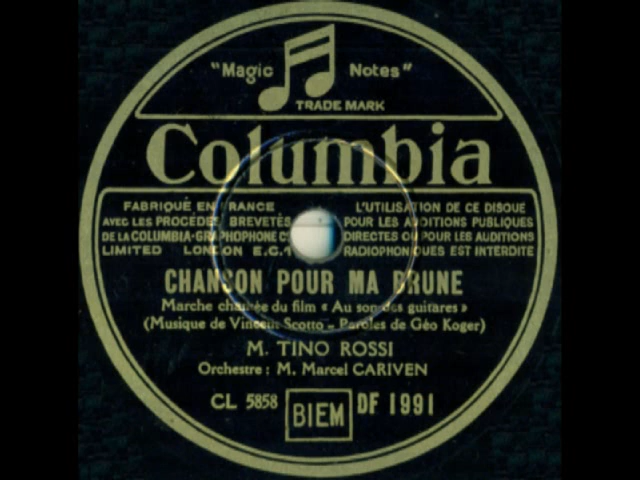 "Magic Notes"
TRADE MARK
Columbia
FABRIQUÉ EN FRANCE
AVEC LES PROCÉDÉS BREVETÉS
DE LA COLUMBIA-GRAPHOPHONE Cº
LIMITED LONDON E.C.1
L'UTILISATION DE CE DISQUE
POUR LES AUDITIONS PUBLIQUES
DIRECTES OU POUR LES AUDITIONS
RADIOPHONIQUES EST INTERDITE
CHANSON POUR MA BRUNE
Marche chantée du film « Au son des guitares »
(Musique de Vincent Scotto - Paroles de Géo Koger)
M. TINO ROSSI
Orchestre : M. Marcel CARIVEN
CL 5858 BIEM DF 1991